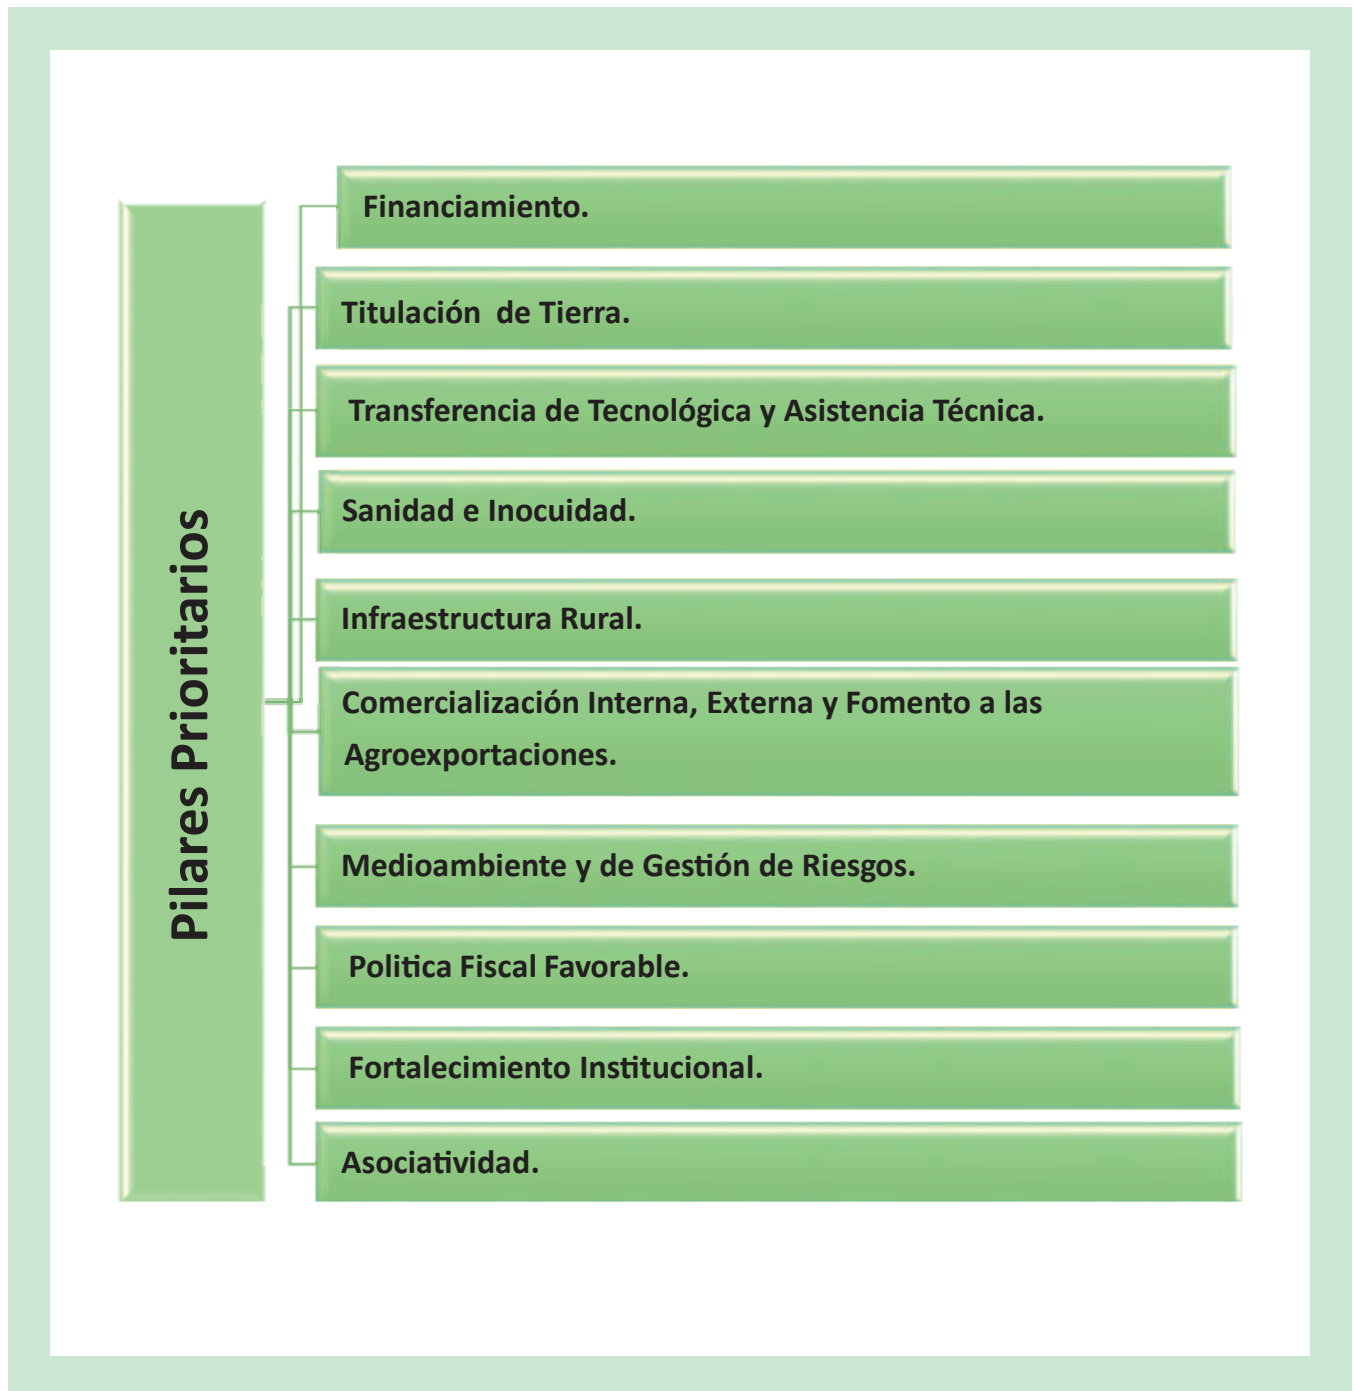 Pilares Prioritarios
Financiamiento.
Titulación de Tierra.
Transferencia de Tecnológica y Asistencia Técnica.
Sanidad e Inocuidad.
Infraestructura Rural.
Comercialización Interna, Externa y Fomento a las
Agroexportaciones.
Medioambiente y de Gestión de Riesgos.
Politica Fiscal Favorable.
Fortalecimiento Institucional.
Asociatividad.